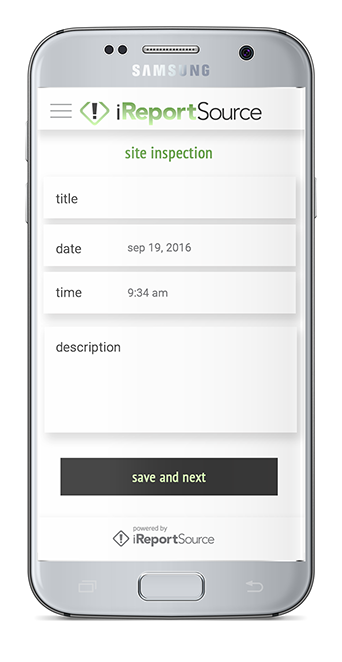 SAMSUNG
iReportSource
site inspection
title
date sep 19, 2016
time 9:34 am
description
save and next
powered by
iReportSource